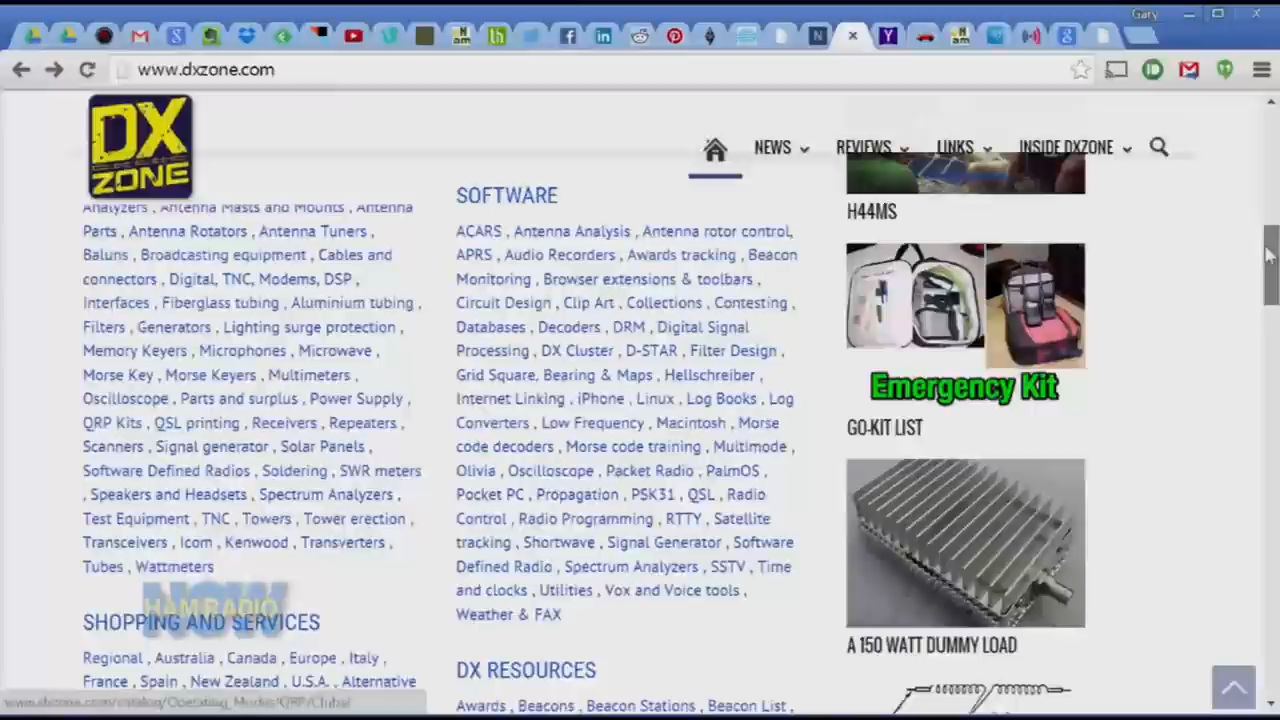 Gary
www.dxzone.com
DX
ZONE
NEWS
REVIEWS
LINKS
INSIDE DXZONE
Analyzers , Antenna Masts and Mounts , Antenna
Parts , Antenna Rotators , Antenna Tuners ,
Baluns , Broadcasting equipment , Cables and
connectors , Digital, TNC, Modems, DSP ,
Interfaces , Fiberglass tubing , Aluminium tubing ,
Filters , Generators , Lighting surge protection ,
Memory Keyers , Microphones , Microwave ,
Morse Key , Morse Keyers , Multimeters ,
Oscilloscope , Parts and surplus , Power Supply ,
QRP Kits , QSL printing , Receivers , Repeaters ,
Scanners , Signal generator , Solar Panels ,
Software Defined Radios , Soldering , SWR meters
, Speakers and Headsets , Spectrum Analyzers ,
Test Equipment , TNC , Towers , Tower erection ,
Transceivers , Icom , Kenwood , Transverters ,
Tubes , Wattmeters
HAM RADIO
NOW
SHOPPING AND SERVICES
Regional , Australia , Canada , Europe , Italy ,
France , Spain , New Zealand , U.S.A. , Alternative
www.dxzone.com/catalog/Operating_Modes/QRP/Clubs/
SOFTWARE
ACARS , Antenna Analysis , Antenna rotor control,
APRS , Audio Recorders , Awards tracking , Beacon
Monitoring , Browser extensions & toolbars ,
Circuit Design , Clip Art , Collections , Contesting ,
Databases , Decoders , DRM , Digital Signal
Processing , DX Cluster , D-STAR , Filter Design ,
Grid Square, Bearing & Maps , Hellschreiber ,
Internet Linking , iPhone , Linux , Log Books , Log
Converters , Low Frequency , Macintosh , Morse
code decoders , Morse code training , Multimode ,
Olivia , Oscilloscope , Packet Radio , PalmOS ,
Pocket PC , Propagation , PSK31 , QSL , Radio
Control , Radio Programming , RTTY , Satellite
tracking , Shortwave , Signal Generator , Software
Defined Radio , Spectrum Analyzers , SSTV , Time
and clocks , Utilities , Vox and Voice tools ,
Weather & FAX
DX RESOURCES
Awards , Beacons , Beacon Stations , Beacon List ,
H44MS
Emergency Kit
GO-KIT LIST
A 150 WATT DUMMY LOAD